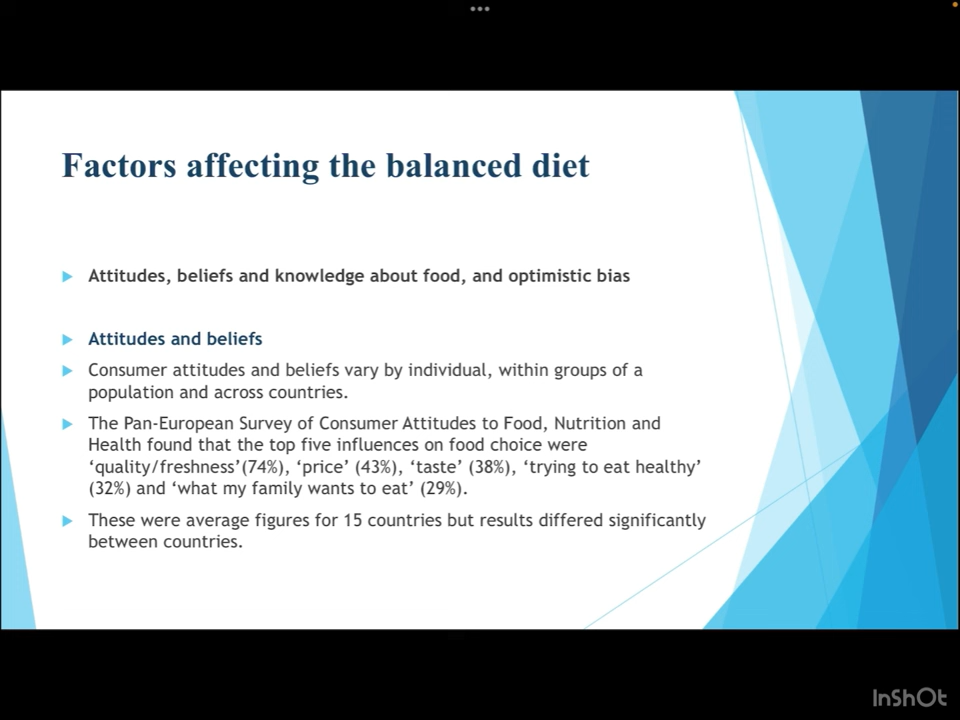 Factors affecting the balanced diet
Attitudes, beliefs and knowledge about food, and optimistic bias
Attitudes and beliefs
Consumer attitudes and beliefs vary by individual, within groups of a
population and across countries.
The Pan-European Survey of Consumer Attitudes to Food, Nutrition and
Health found that the top five influences on food choice were
‘quality/freshness’(74%), ‘price’ (43%), ‘taste’ (38%), ‘trying to eat healthy’
(32%) and ‘what my family wants to eat’ (29%).
These were average figures for 15 countries but results differed significantly
between countries.
InShOt